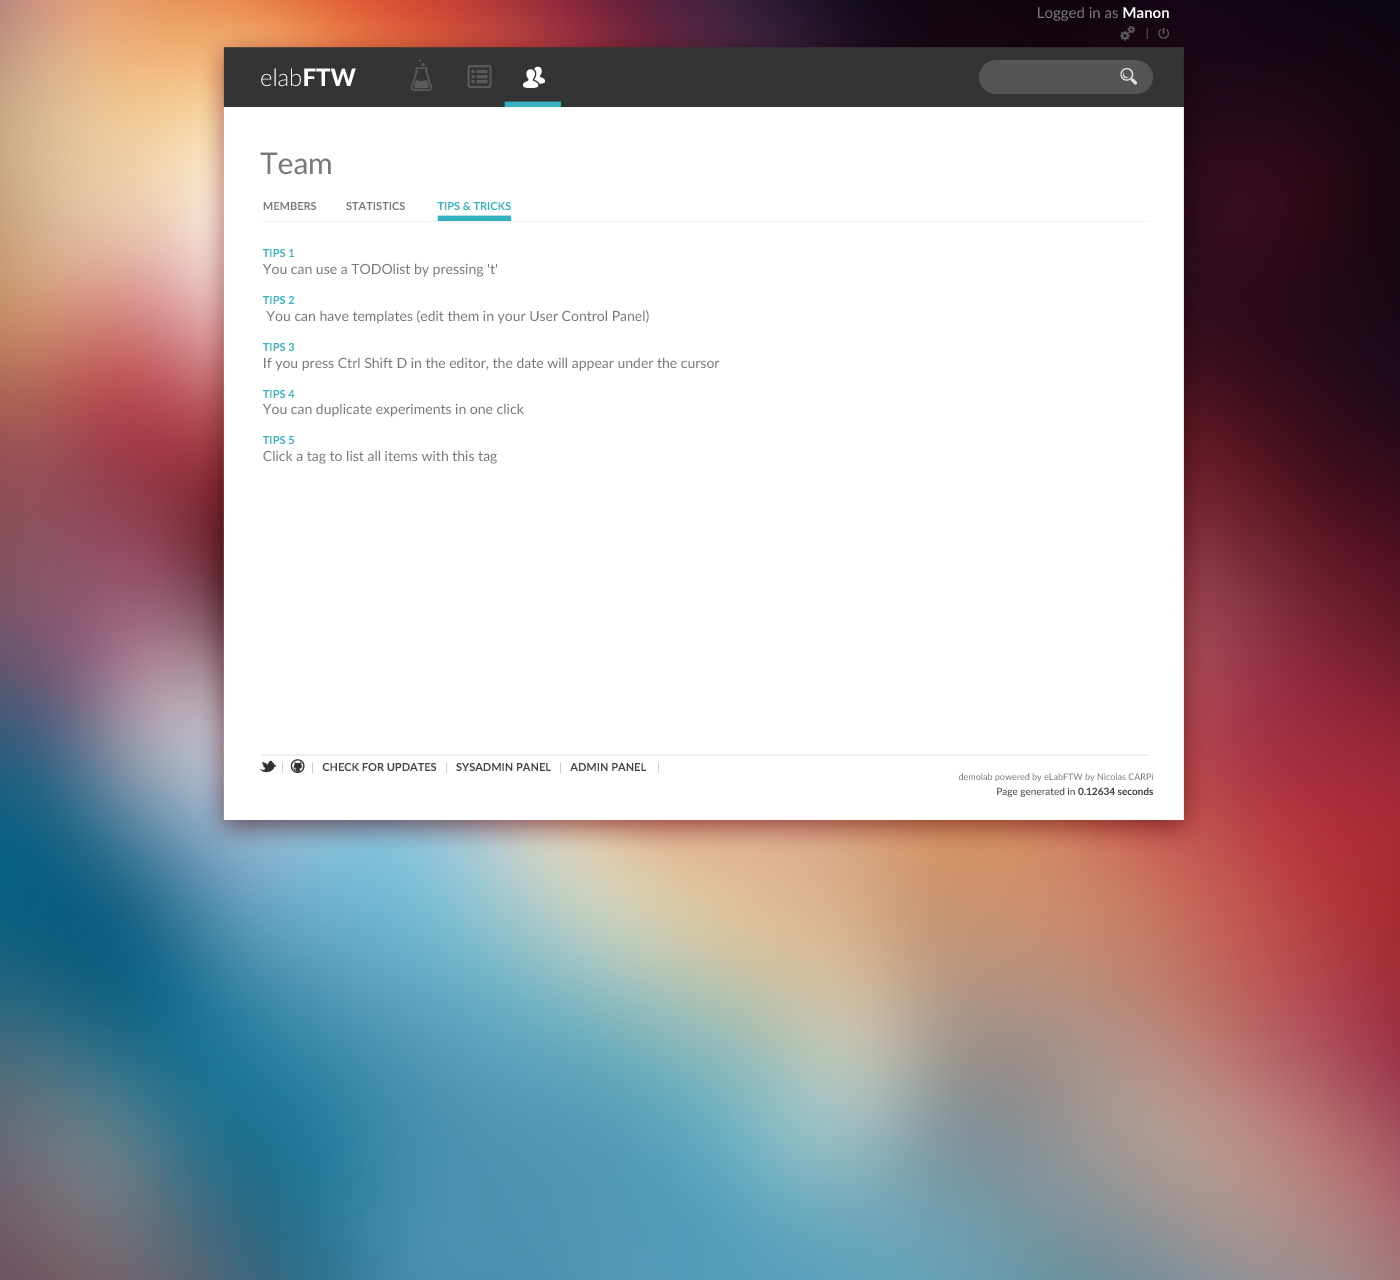 Logged in as Manon
elabFTW
Team
MEMBERS STATISTICS TIPS & TRICKS
TIPS 1
You can use a TODOlist by pressing 't'
TIPS 2
You can have templates (edit them in your User Control Panel)
TIPS 3
If you press Ctrl Shift D in the editor, the date will appear under the cursor
TIPS 4
You can duplicate experiments in one click
TIPS 5
Click a tag to list all items with this tag
CHECK FOR UPDATES | SYSADMIN PANEL | ADMIN PANEL |
demolab powered by eLabFTW by Nicolas CARPi
Page generated in 0.12634 seconds